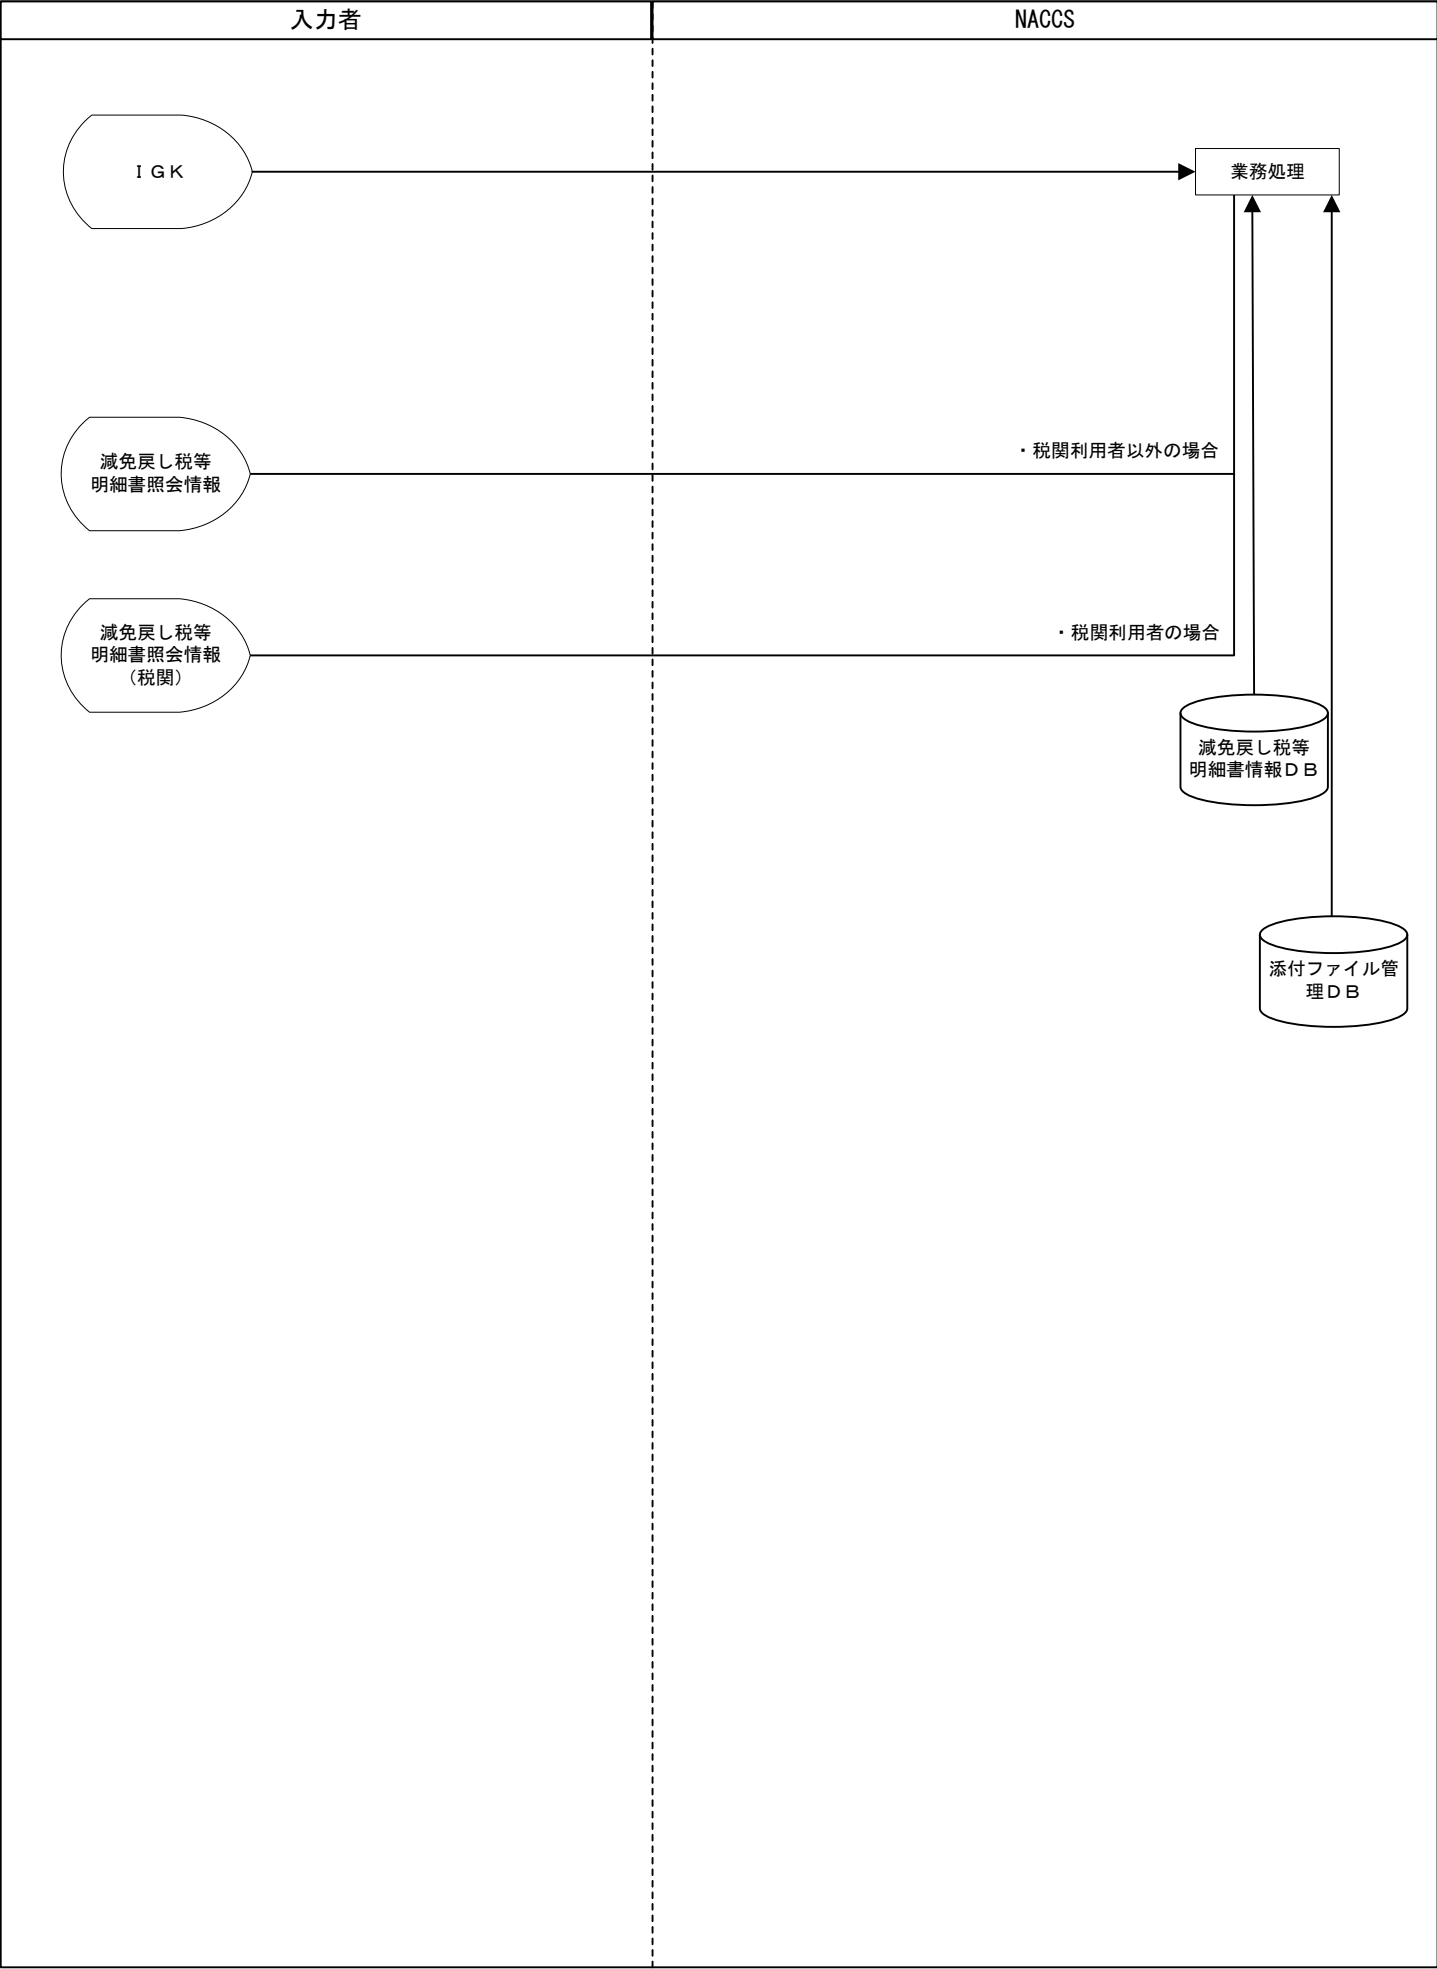 入力者
NACCS
ＩＧＫ
業務処理
・税関利用者以外の場合
減免戻し税等
明細書照会情報
・税関利用者の場合
減免戻し税等
明細書照会情報
（税関）
減免戻し税等
明細書情報ＤＢ
添付ファイル管
理ＤＢ